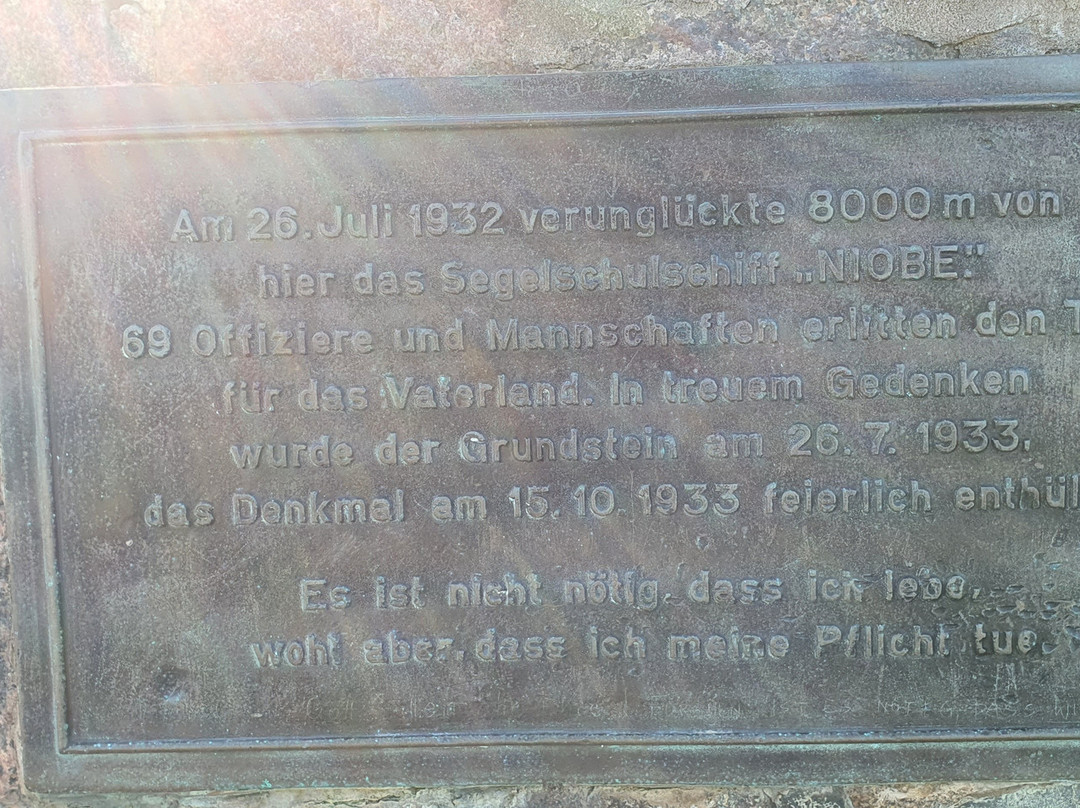 Am 26. Juli 1932 verunglückte 8000 m von
hier das Segelschulschiff „NIOBE."
69 Offiziere und Mannschaften erlitten den T
für das Vaterland. In treuem Gedenken
wurde der Grundstein am 26. 7. 1933,
das Denkmal am 15. 10. 1933 feierlich enthül
Es ist nicht nötig, dass ich lebe,
wohl aber, dass ich meine Pflicht tue.